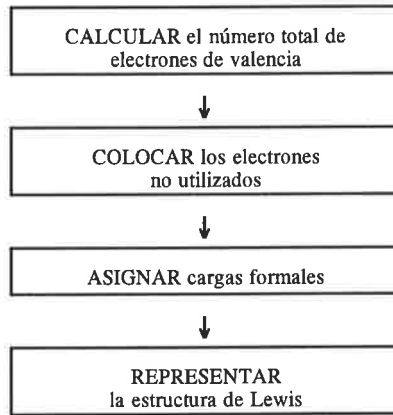 CALCULAR el número total de
electrones de valencia
COLOCAR los electrones
no utilizados
ASIGNAR cargas formales
REPRESENTAR
la estructura de Lewis